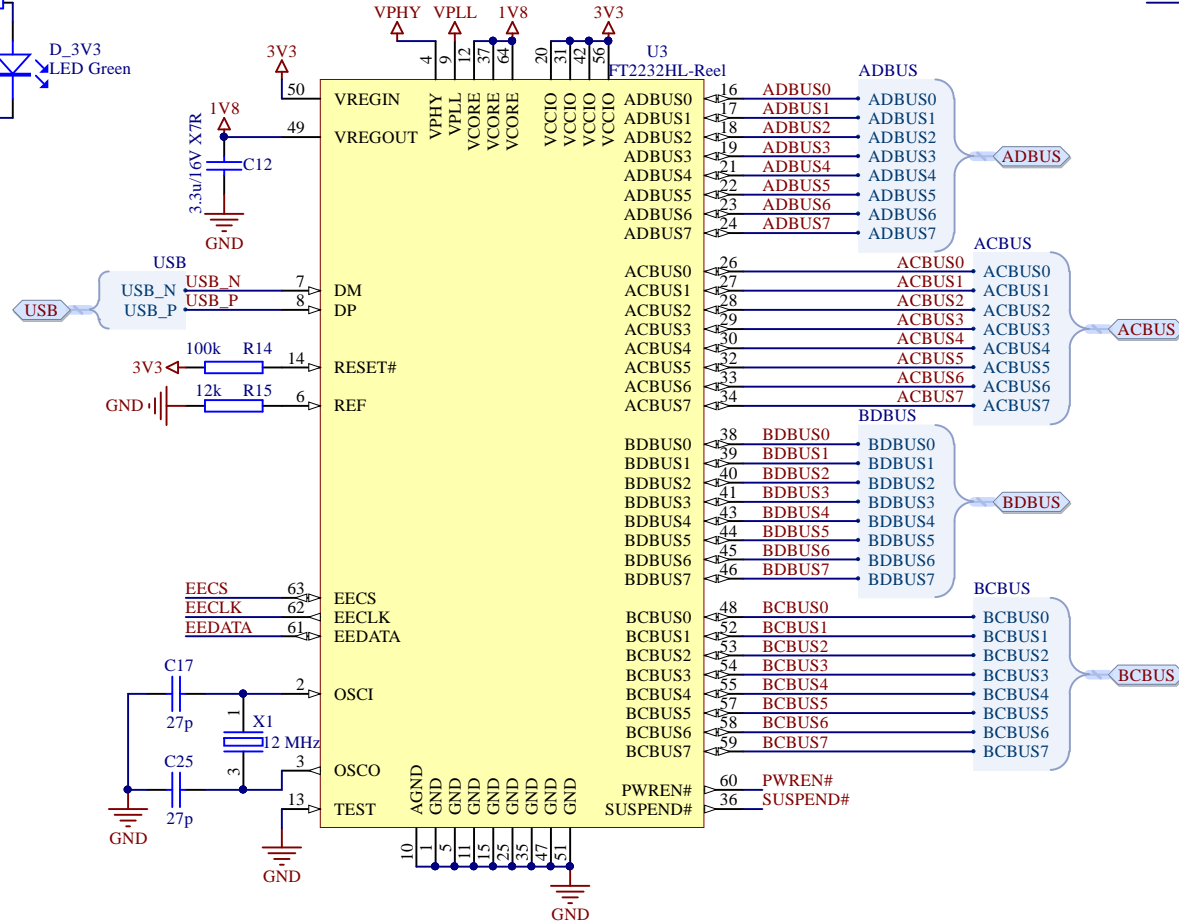 VPHY VPLL 1V8 3V3
D_3V3
LED Green
3V3
4 9 12 37 64 20 31 42 56
U3
FT2232HL-Reel
50 VREGIN
49 VREGOUT
1V8
3.3u/16V X7R
C12
GND
VPHY VPLL VCORE VCORE VCORE VCCIO VCCIO VCCIO VCCIO
ADBUS
ADBUS0 16 ADBUS0 ADBUS0
ADBUS1 17 ADBUS1 ADBUS1
ADBUS2 18 ADBUS2 ADBUS2
ADBUS3 19 ADBUS3 ADBUS3 ADBUS
ADBUS4 21 ADBUS4 ADBUS4
ADBUS5 22 ADBUS5 ADBUS5
ADBUS6 23 ADBUS6 ADBUS6
ADBUS7 24 ADBUS7 ADBUS7
USB
USB USB_N USB_N 7 DM
USB_P USB_P 8 DP
3V3 100k R14 14 RESET#
GND 12k R15 6 REF
ACBUS
ACBUS0 26 ACBUS0 ACBUS0
ACBUS1 27 ACBUS1 ACBUS1
ACBUS2 28 ACBUS2 ACBUS2
ACBUS3 29 ACBUS3 ACBUS3 ACBUS
ACBUS4 30 ACBUS4 ACBUS4
ACBUS5 32 ACBUS5 ACBUS5
ACBUS6 33 ACBUS6 ACBUS6
ACBUS7 34 ACBUS7 ACBUS7
BDBUS
BDBUS0 38 BDBUS0 BDBUS0
BDBUS1 39 BDBUS1 BDBUS1
BDBUS2 40 BDBUS2 BDBUS2
BDBUS3 41 BDBUS3 BDBUS3 BDBUS
BDBUS4 43 BDBUS4 BDBUS4
BDBUS5 44 BDBUS5 BDBUS5
BDBUS6 45 BDBUS6 BDBUS6
BDBUS7 46 BDBUS7 BDBUS7
EECS 63 EECS
EECLK 62 EECLK
EEDATA 61 EEDATA
BCBUS
BCBUS0 48 BCBUS0 BCBUS0
BCBUS1 52 BCBUS1 BCBUS1
BCBUS2 53 BCBUS2 BCBUS2
BCBUS3 54 BCBUS3 BCBUS3 BCBUS
BCBUS4 55 BCBUS4 BCBUS4
BCBUS5 57 BCBUS5 BCBUS5
BCBUS6 58 BCBUS6 BCBUS6
BCBUS7 59 BCBUS7 BCBUS7
C17
27p
2 OSCI
1
X1
12 MHz
3
C25
27p
3 OSCO
13 TEST
GND
GND
PWREN# 60 PWREN#
SUSPEND# 36 SUSPEND#
AGND GND GND GND GND GND GND GND GND
10 1 5 11 15 25 35 47 51
GND